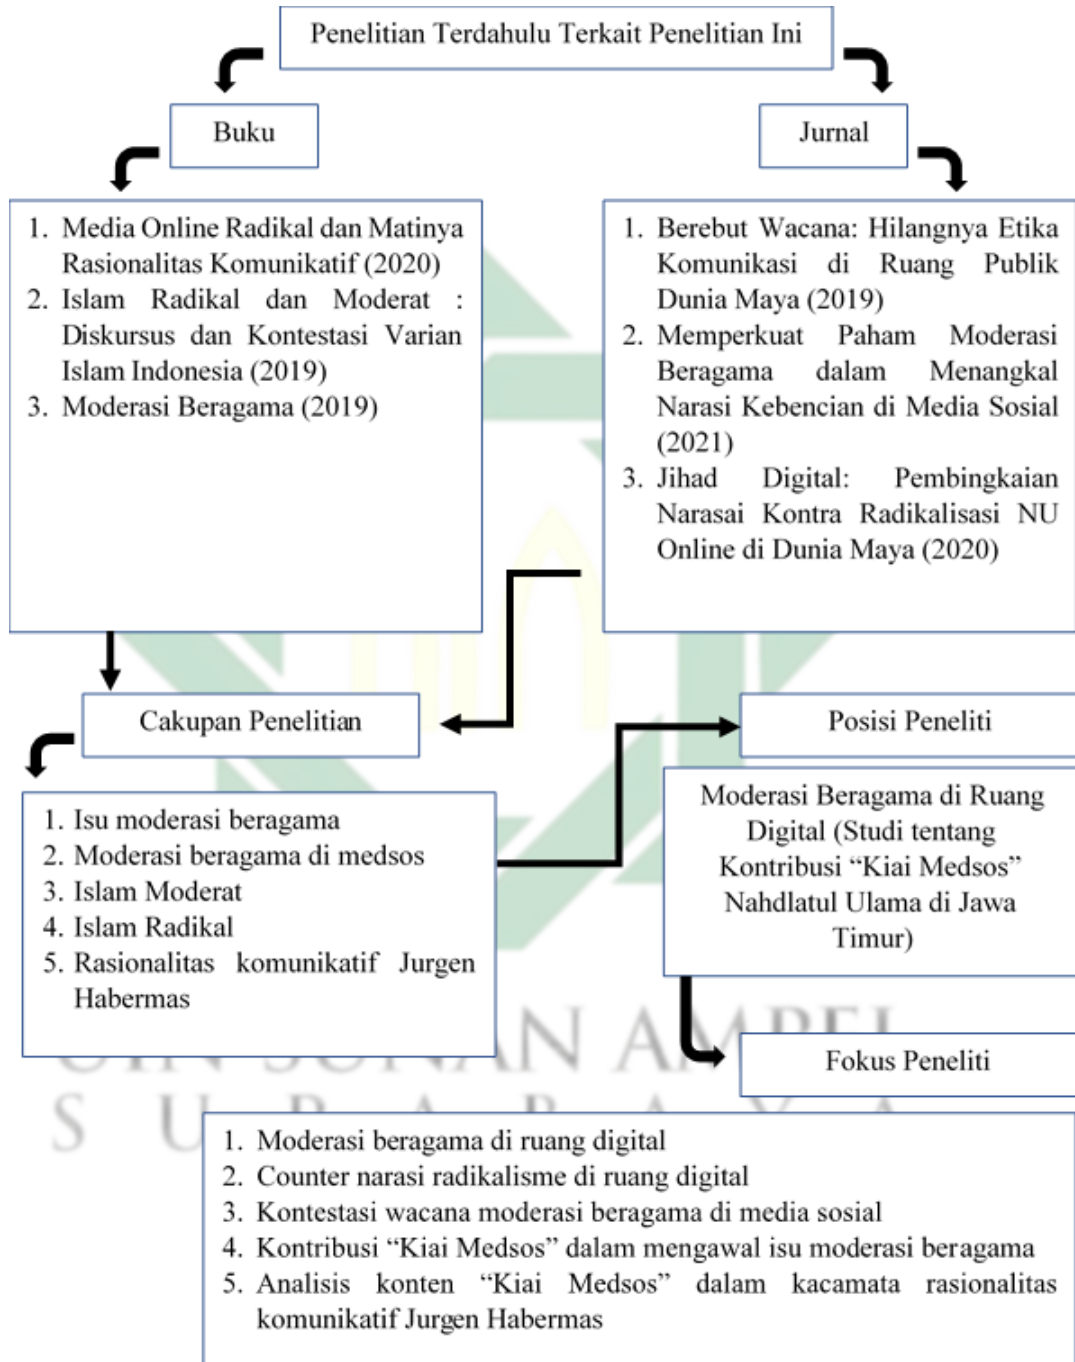 Penelitian Terdahulu Terkait Penelitian Ini
Buku
Jurnal
1. Media Online Radikal dan Matinya
Rasionalitas Komunikatif (2020)
2. Islam Radikal dan Moderat :
Diskursus dan Kontestasi Varian
Islam Indonesia (2019)
3. Moderasi Beragama (2019)
1. Berebut Wacana: Hilangnya Etika
Komunikasi di Ruang Publik
Dunia Maya (2019)
2. Memperkuat Paham Moderasi
Beragama dalam Menangkal
Narasi Kebencian di Media Sosial
(2021)
3. Jihad Digital: Pembingkaian
Narasai Kontra Radikalisasi NU
Online di Dunia Maya (2020)
Cakupan Penelitian
Posisi Peneliti
1. Isu moderasi beragama
2. Moderasi beragama di medsos
3. Islam Moderat
4. Islam Radikal
5. Rasionalitas komunikatif Jurgen
Habermas
Moderasi Beragama di Ruang
Digital (Studi tentang
Kontribusi “Kiai Medsos”
Nahdlatul Ulama di Jawa
Timur)
UIN SUNAN AMPEL
S U R A B A Y A
Fokus Peneliti
1. Moderasi beragama di ruang digital
2. Counter narasi radikalisme di ruang digital
3. Kontestasi wacana moderasi beragama di media sosial
4. Kontribusi “Kiai Medsos” dalam mengawal isu moderasi beragama
5. Analisis konten “Kiai Medsos” dalam kacamata rasionalitas
komunikatif Jurgen Habermas